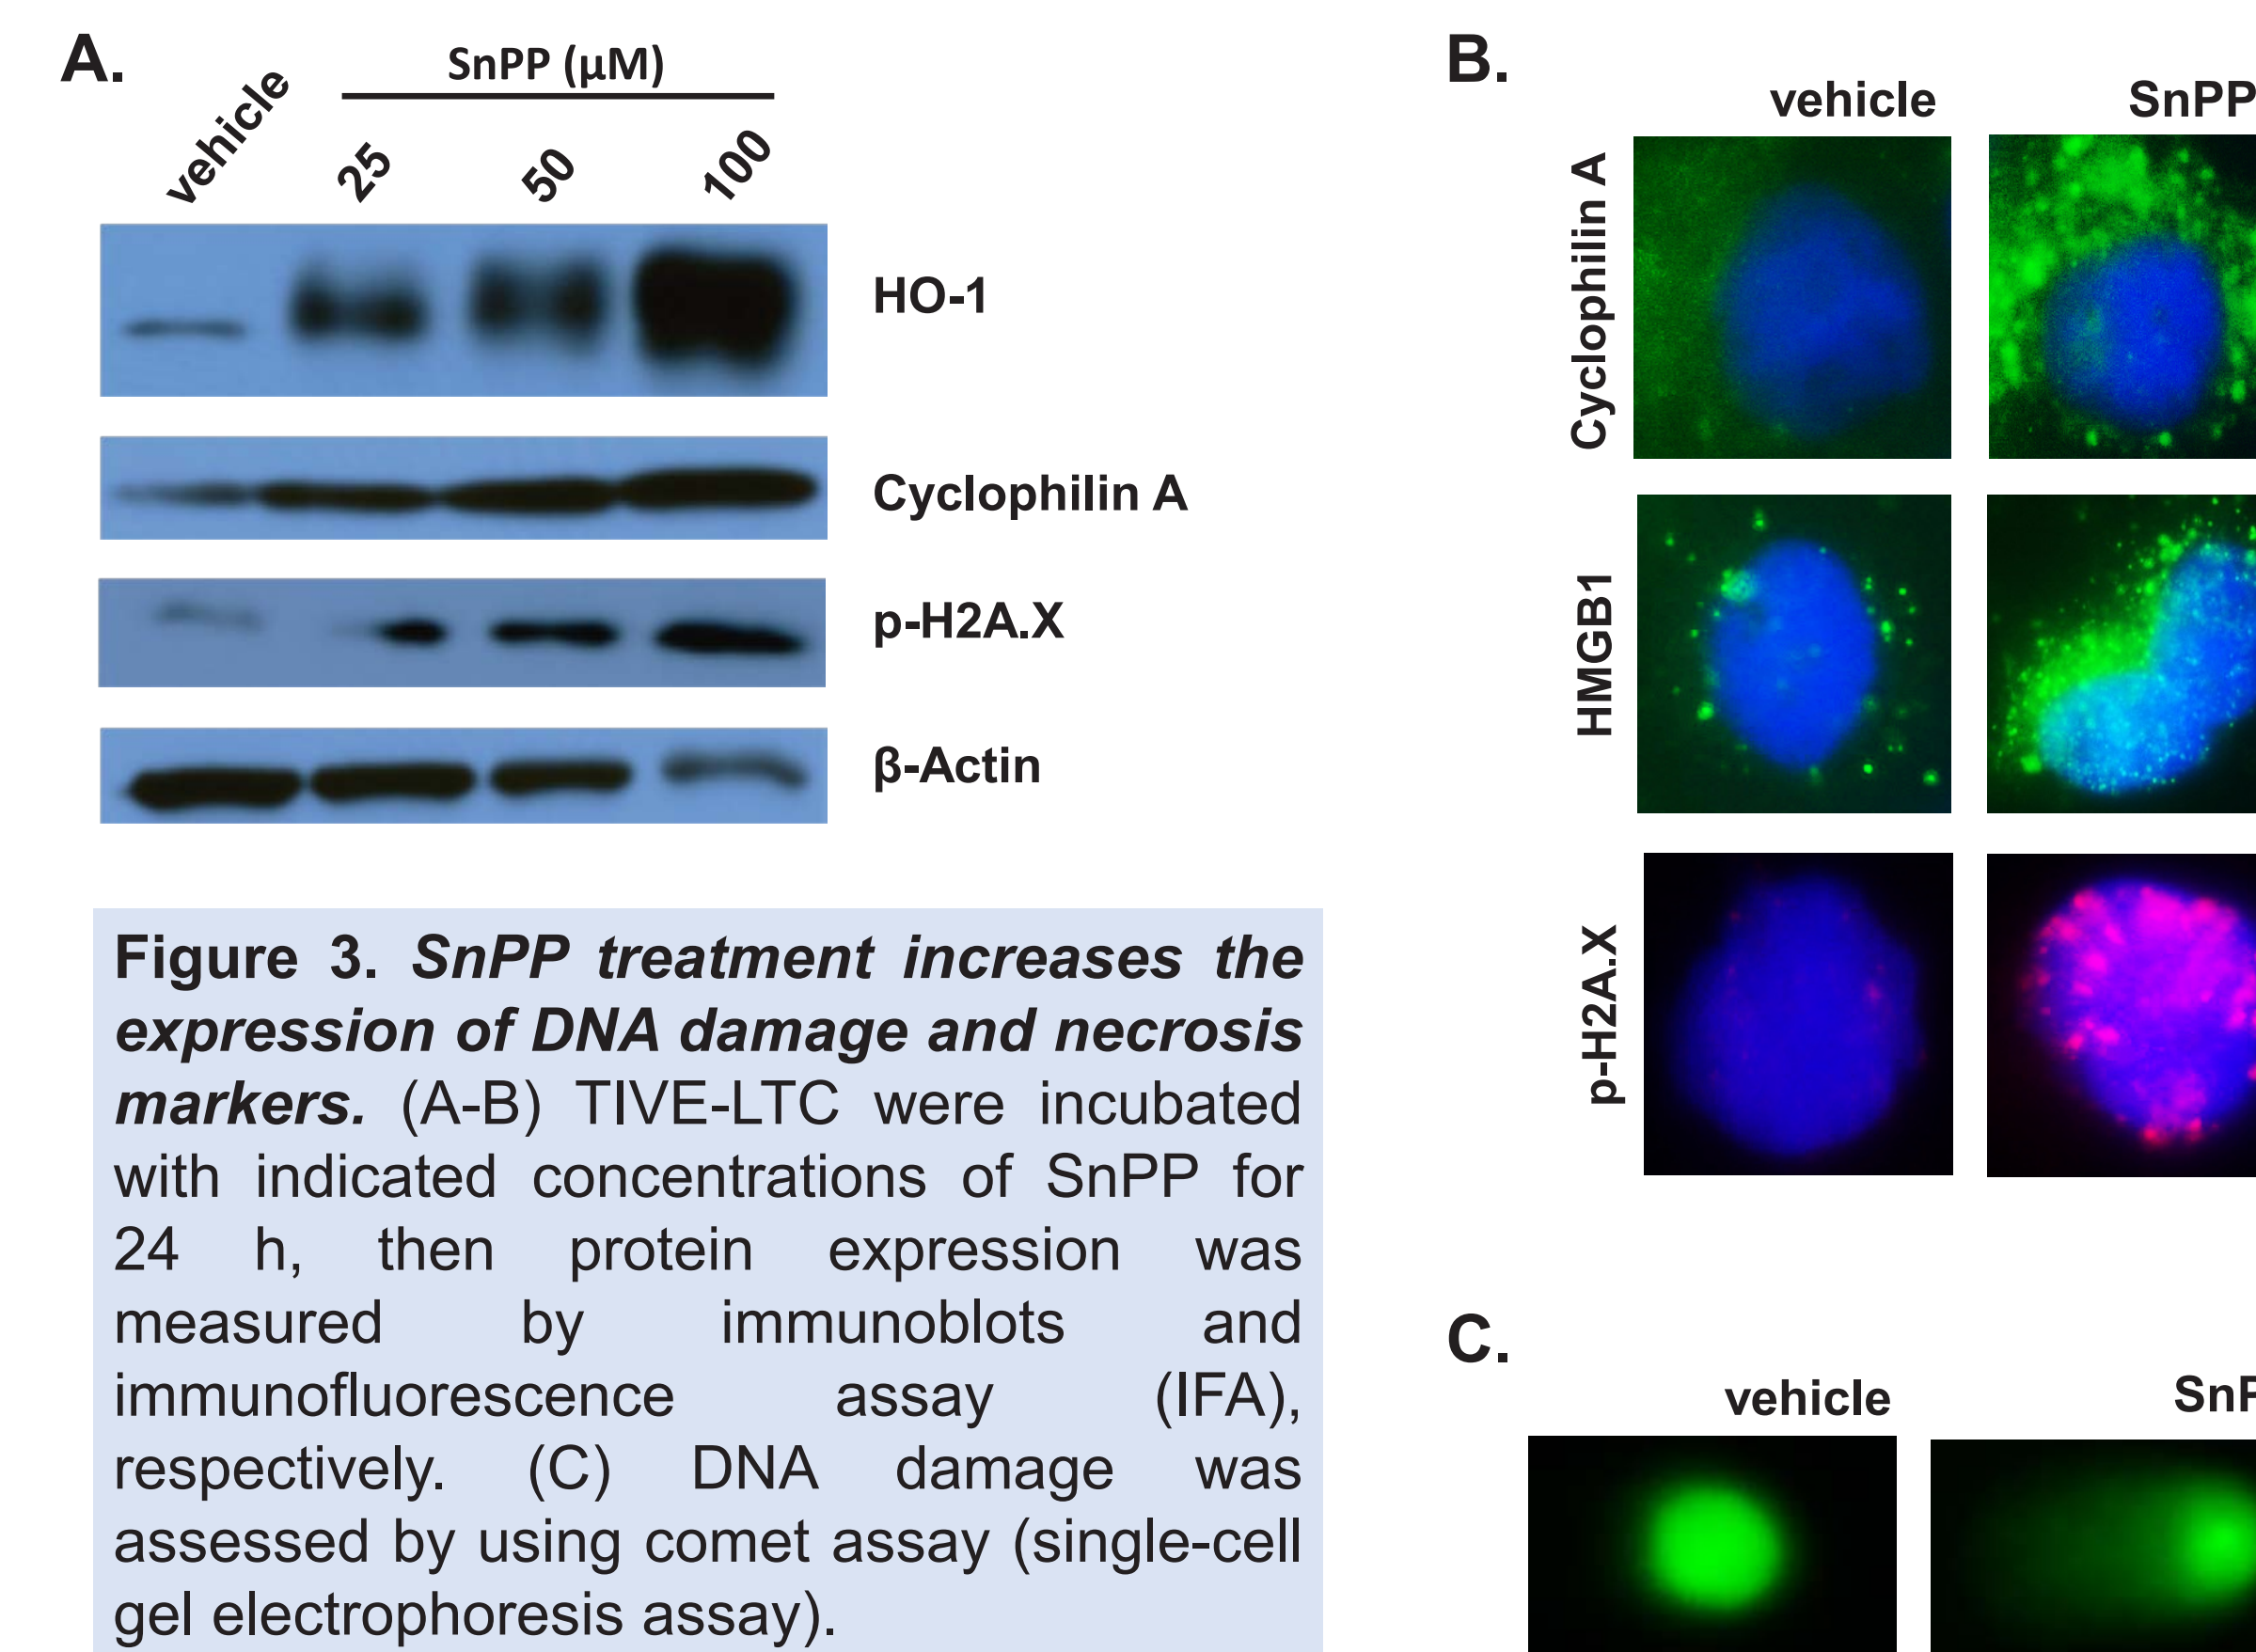 A.
SnPP (μM)
vehicle
25
50
100
HO-1
Cyclophilin A
p-H2A.X
β-Actin
Figure 3. SnPP treatment increases the
expression of DNA damage and necrosis
markers. (A-B) TIVE-LTC were incubated
with indicated concentrations of SnPP for
24 h, then protein expression was
measured by immunoblots and
immunofluorescence assay (IFA),
respectively. (C) DNA damage was
assessed by using comet assay (single-cell
gel electrophoresis assay).
B.
vehicle SnPP
Cyclophilin A
HMGB1
p-H2A.X
C.
vehicle